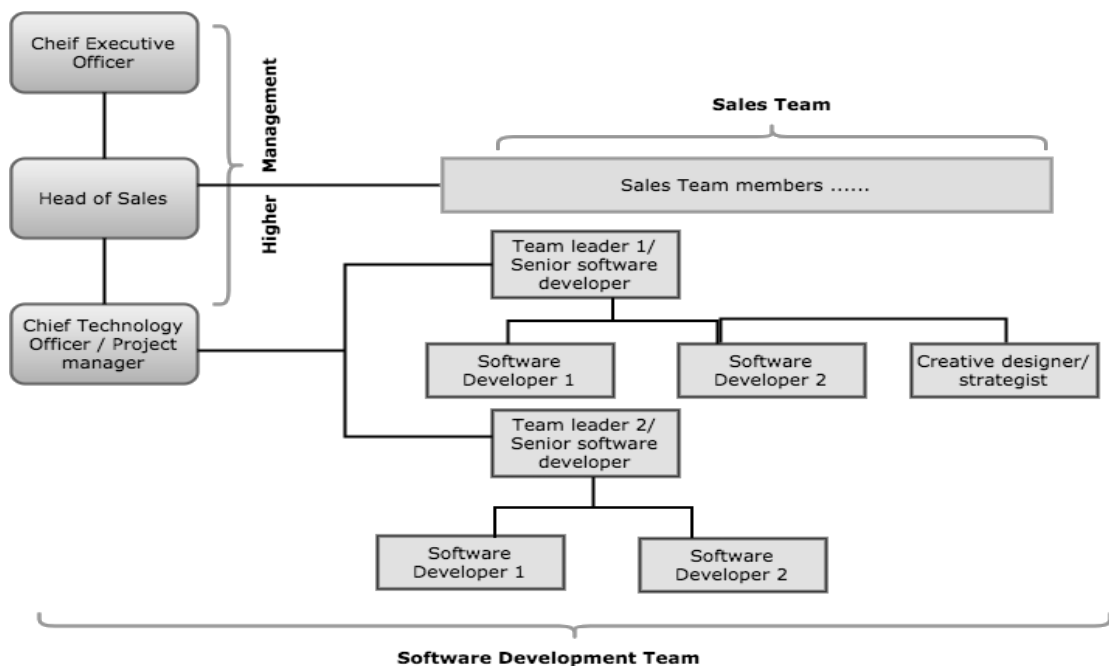 Cheif Executive
Officer
Higher Management
Head of Sales
Chief Technology
Officer / Project
manager
Sales Team
Sales Team members ......
Team leader 1/
Senior software
developer
Software
Developer 1
Software
Developer 2
Creative designer/
strategist
Team leader 2/
Senior software
developer
Software
Developer 1
Software
Developer 2
Software Development Team